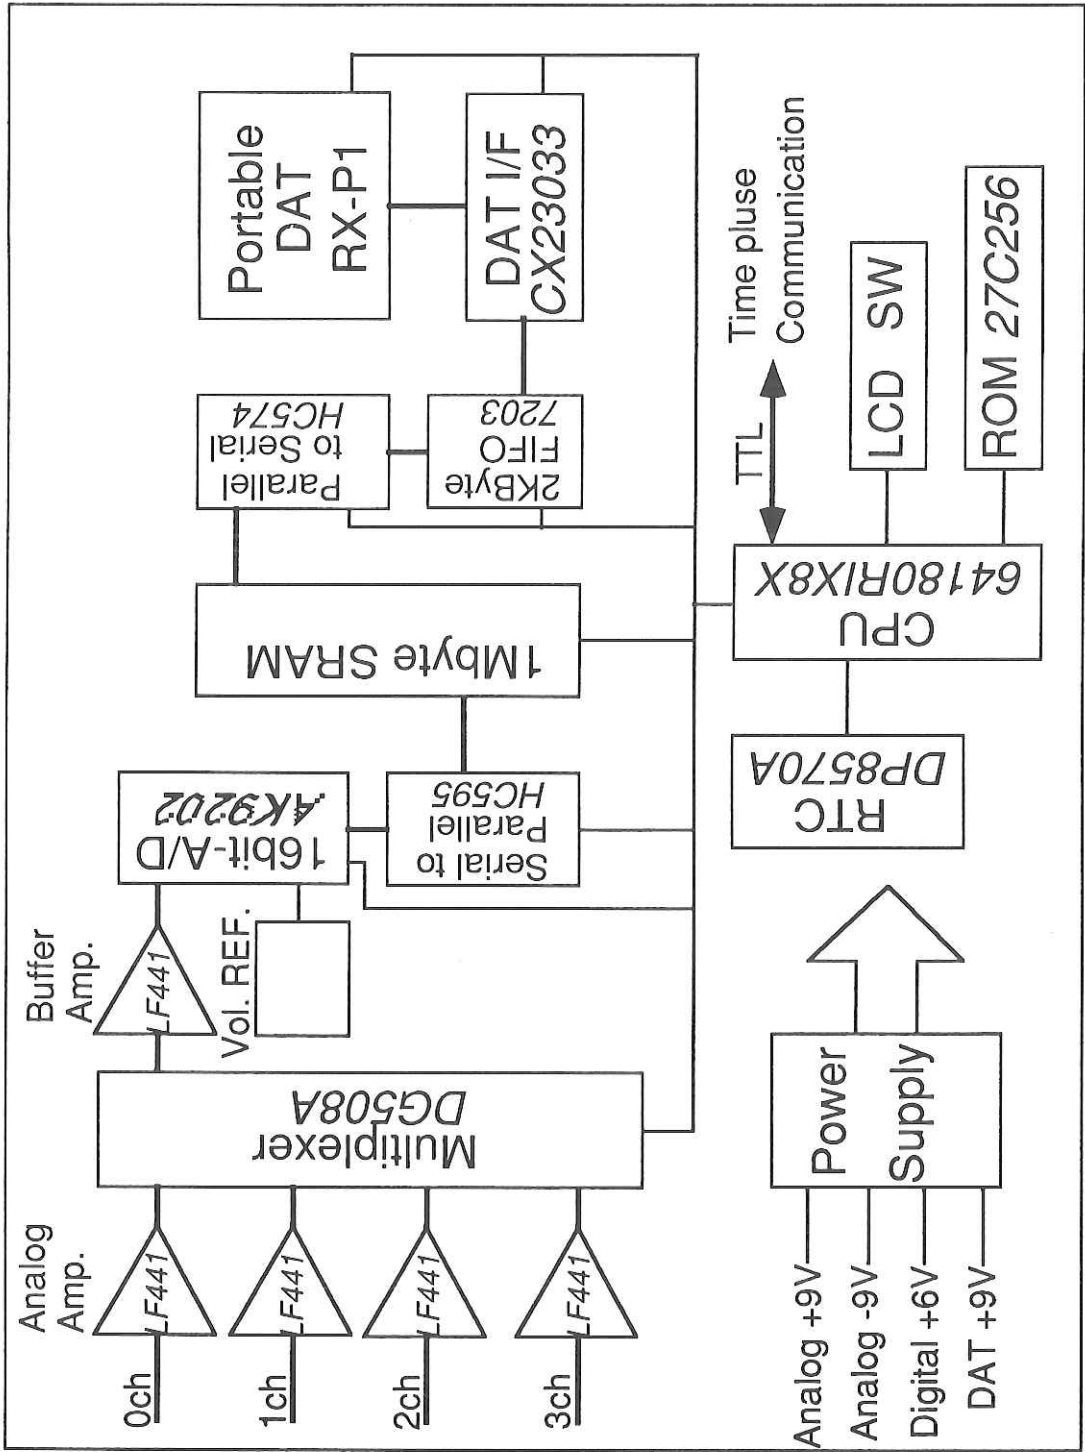 Analog
Amp.
0ch
LF441
1ch
LF441
2ch
LF441
3ch
LF441
Multiplexer
DG508A
Buffer
Amp.
LF441
Vol. REF.
16bit-A/D
AK9202
Serial to
Parallel
HC595
1Mbyte SRAM
Parallel
to Serial
HC574
2KByte
FIFO
7203
Portable
DAT
RX-P1
DAT I/F
CX23033
Analog +9V
Analog -9V
Digital +6V
DAT +9V
Power
Supply
RTC
DP8570A
CPU
64180RIX8X
TTL
Time pluse
Communication
LCD SW
ROM 27C256